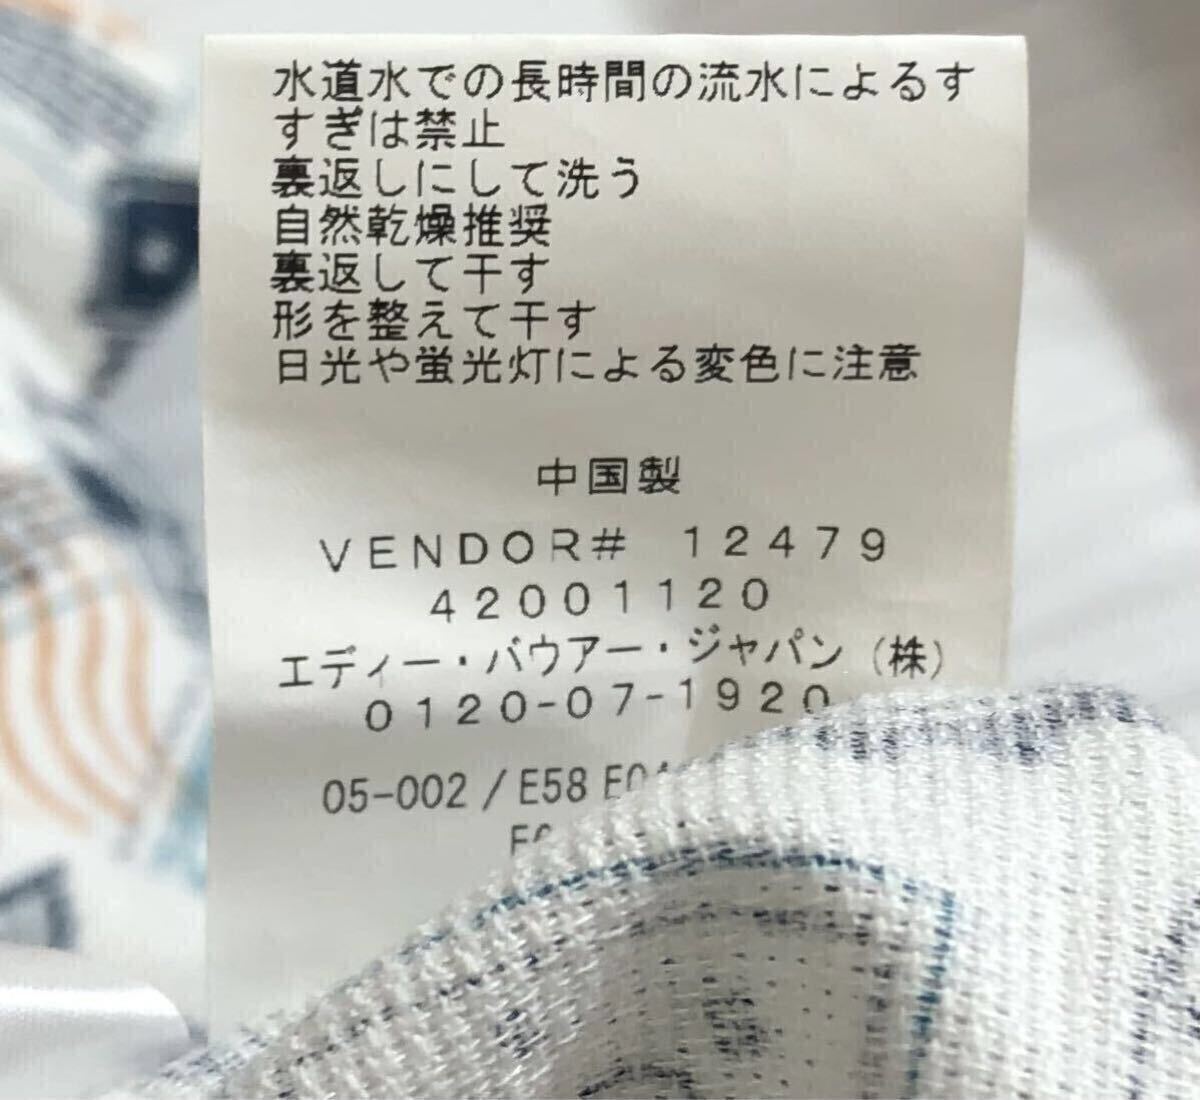 水道水での長時間の流水によるす
すぎは禁止
裏返しにして洗う
自然乾燥推奨
裏返して干す
形を整えて干す
日光や蛍光灯による変色に注意
中国製
VENDOR# 12479
42001120
エディー・バウアー・ジャパン(株)
0120-07-1920
05-002 / E58